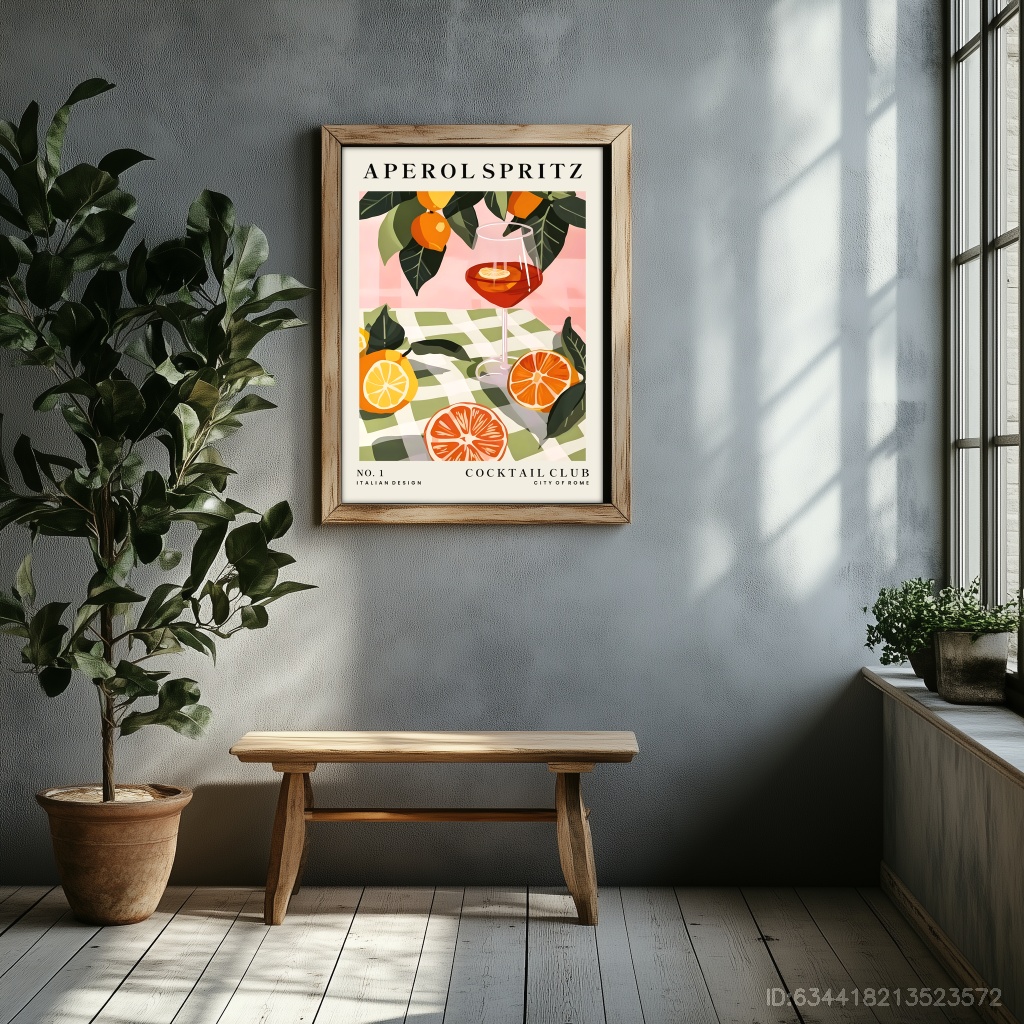 APEROL SPRITZ
NO. 1
ITALIAN DESIGN
COCKTAIL CLUB
CITY OF ROME
ID:634418213523572